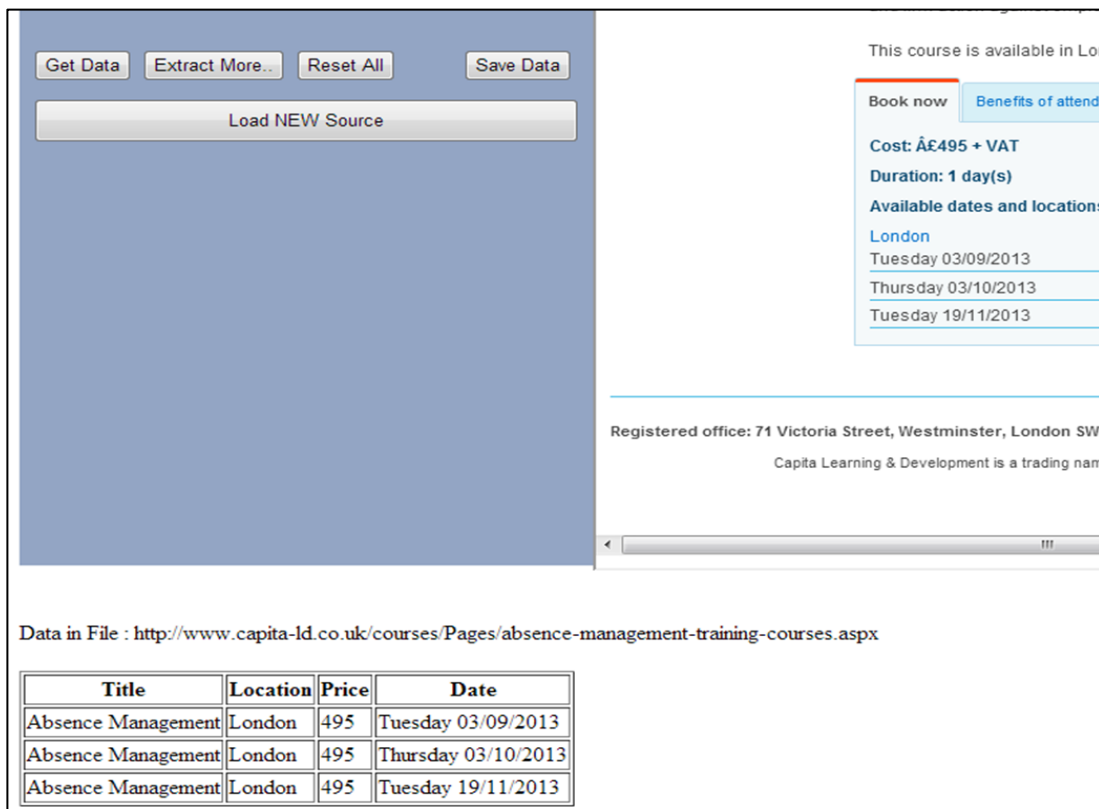 Get Data Extract More.. Reset All Save Data
Load NEW Source
This course is available in Lo
Book now Benefits of attend
Cost: Â£495 + VAT
Duration: 1 day(s)
Available dates and locations
London
Tuesday 03/09/2013
Thursday 03/10/2013
Tuesday 19/11/2013
Registered office: 71 Victoria Street, Westminster, London SW
Capita Learning & Development is a trading nam
Data in File : http://www.capita-ld.co.uk/courses/Pages/absence-management-training-courses.aspx
Title Location Price Date
Absence Management London 495 Tuesday 03/09/2013
Absence Management London 495 Thursday 03/10/2013
Absence Management London 495 Tuesday 19/11/2013